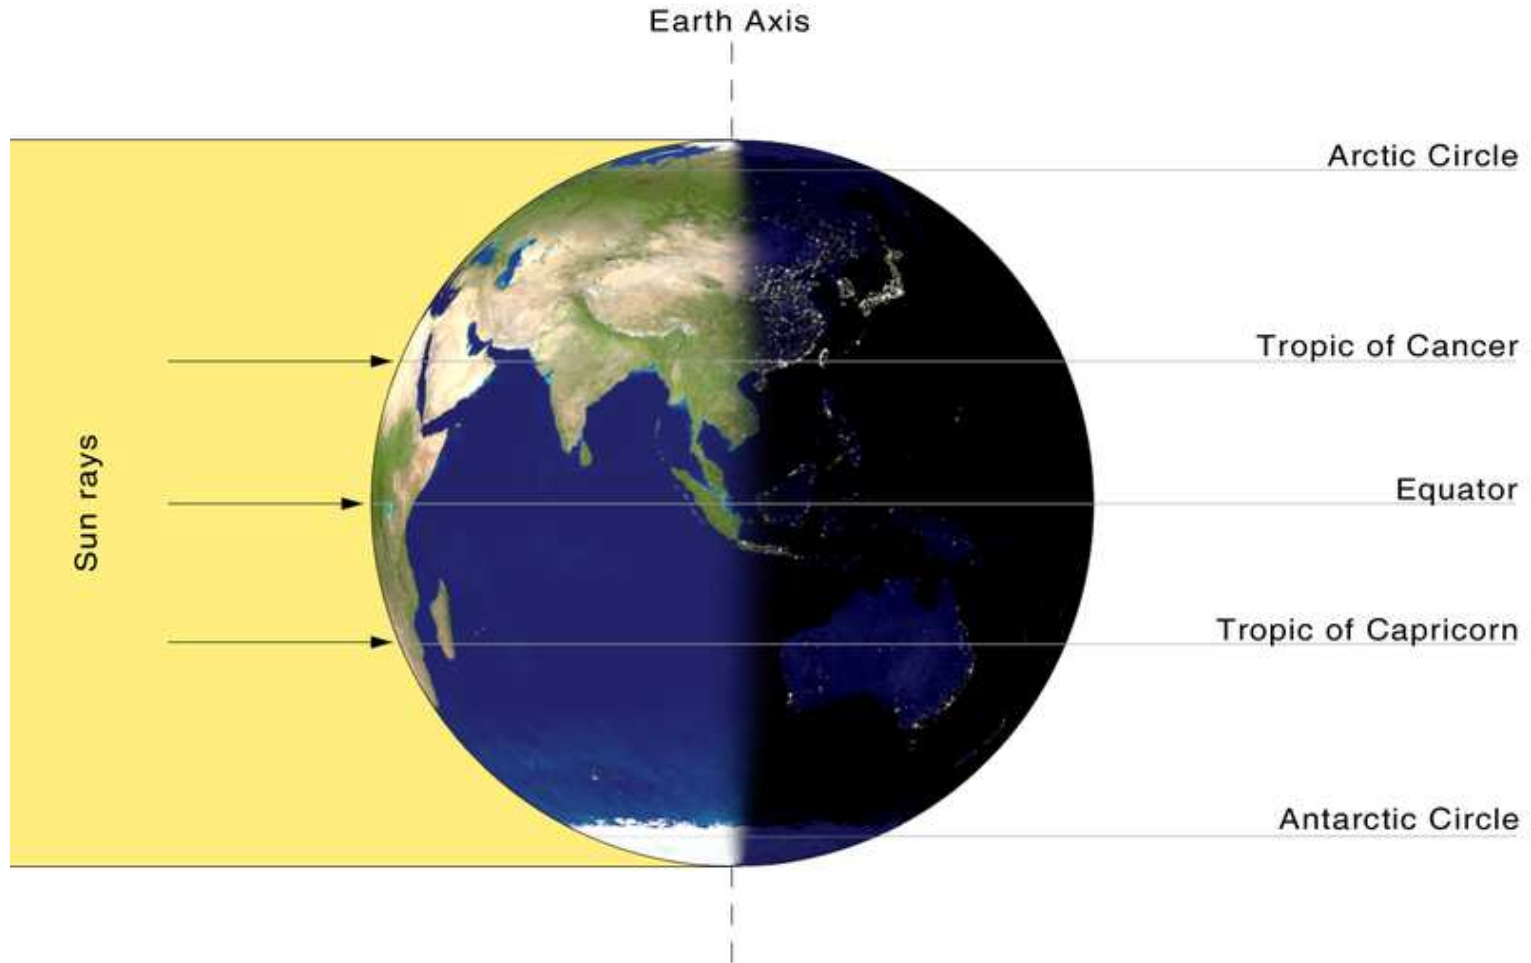 Earth Axis
Arctic Circle
Tropic of Cancer
Sun rays
Equator
Tropic of Capricorn
Antarctic Circle